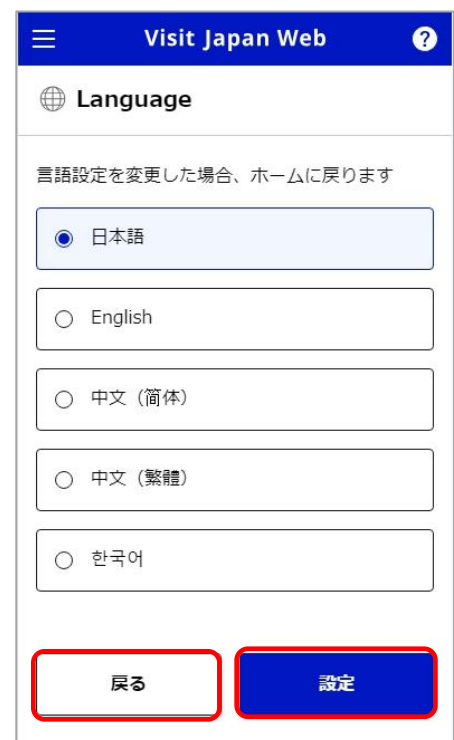 Visit Japan Web ?
Language
言語設定を変更した場合、ホームに戻ります
日本語
English
中文（简体）
中文（繁體）
한국어
戻る 設定